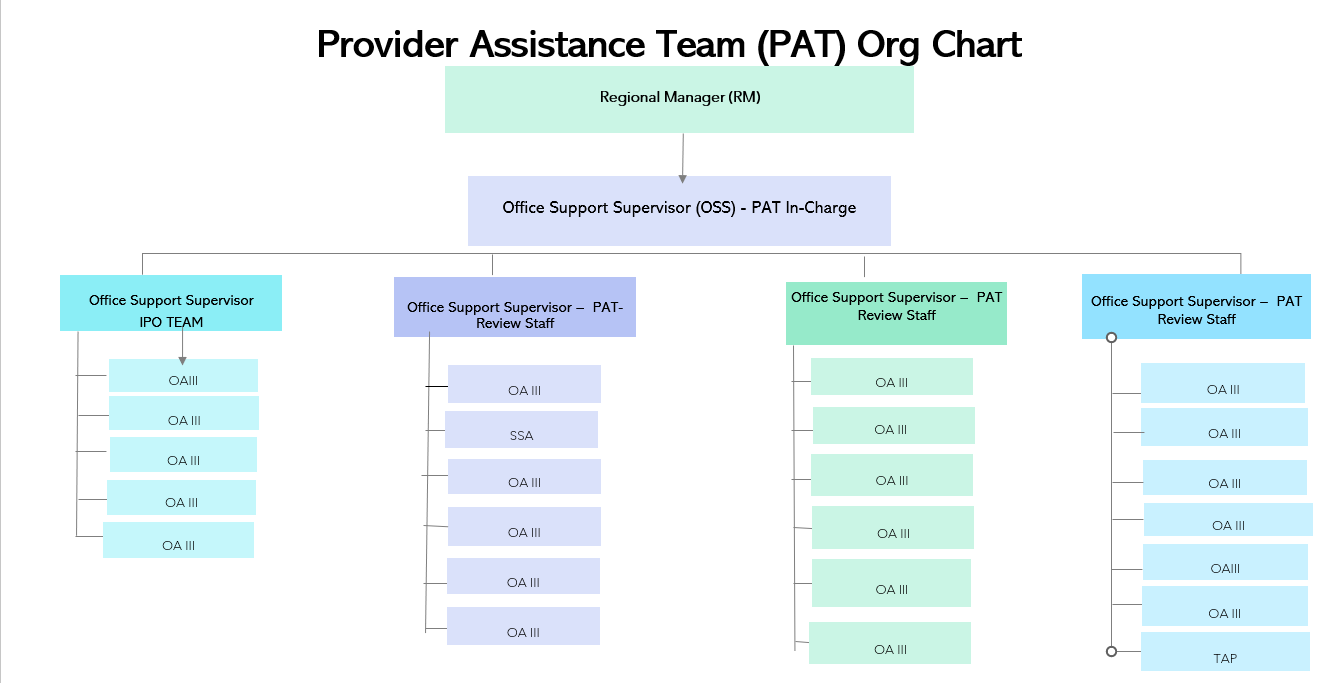 Provider Assistance Team (PAT) Org Chart
Regional Manager (RM)
Office Support Supervisor (OSS) - PAT In-Charge
Office Support Supervisor
IPO TEAM
OAIII
OA III
OA III
OA III
OA III
Office Support Supervisor – PAT-
Review Staff
OA III
SSA
OA III
OA III
OA III
OA III
Office Support Supervisor – PAT
Review Staff
OA III
OA III
OA III
OA III
OA III
OA III
Office Support Supervisor – PAT
Review Staff
OA III
OA III
OA III
OA III
OAIII
OA III
TAP